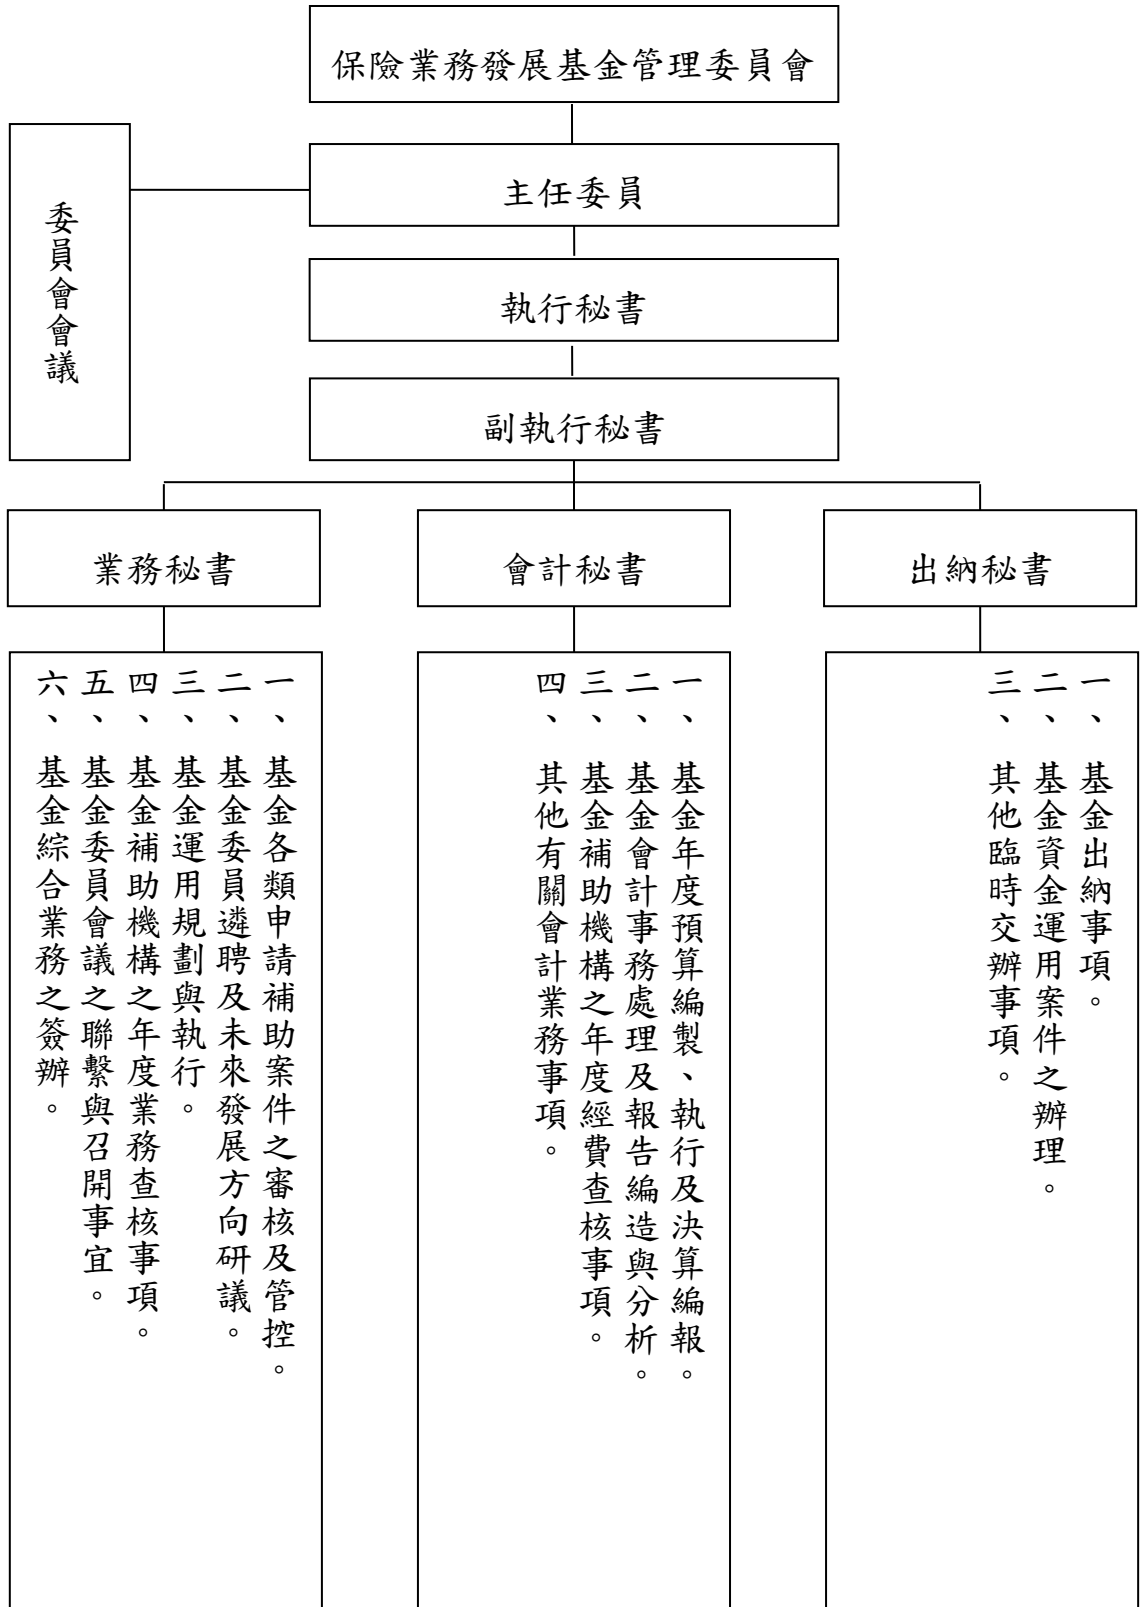 保險業務發展基金管理委員會
主任委員
委員會會議
執行秘書
副執行秘書
業務秘書
會計秘書
出納秘書
一、基金各類申請補助案件之審核及管控。
二、基金委員遴聘及未來發展方向研議。
三、基金運用規劃與執行。
四、基金補助機構之年度業務查核事項。
五、基金委員會議之聯繫與召開事宜。
六、基金綜合業務之簽辦。
一、基金年度預算編製、執行及決算編報。
二、基金會計事務處理及報告編造與分析。
三、基金補助機構之年度經費查核事項。
四、其他有關會計業務事項。
一、基金出納事項。
二、基金資金運用案件之辦理。
三、其他臨時交辦事項。